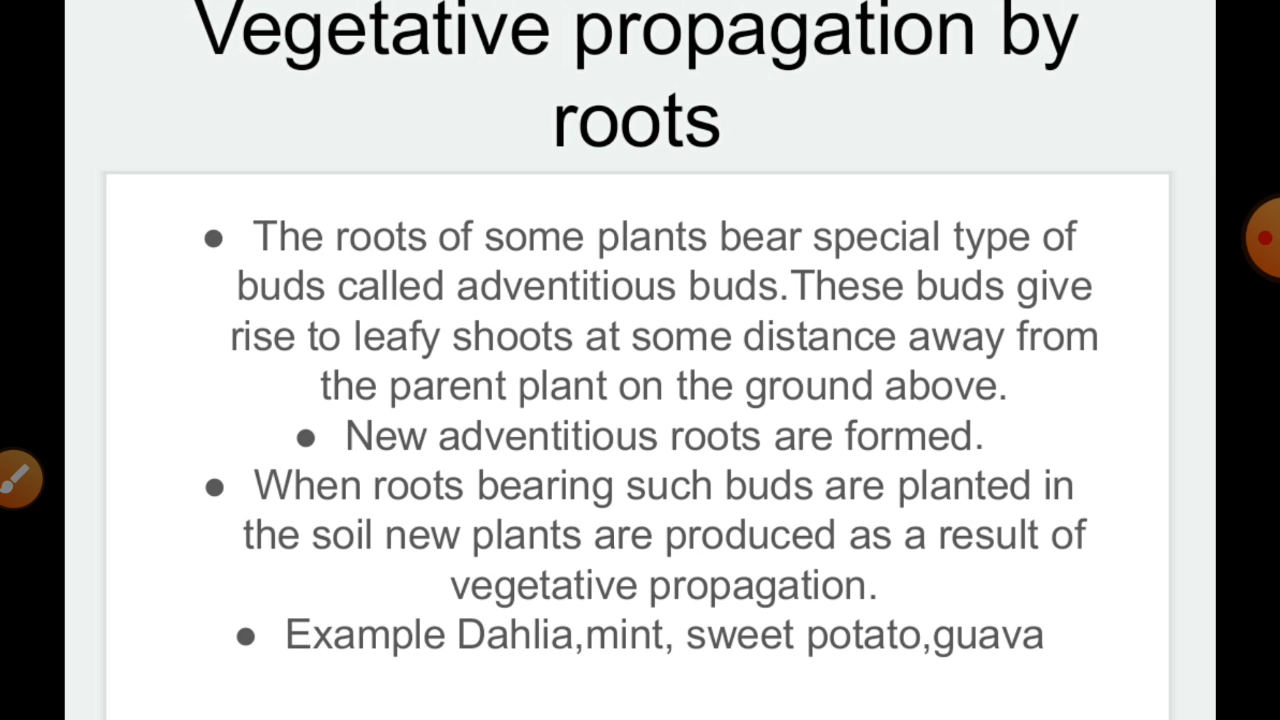 Vegetative propagation by
roots
● The roots of some plants bear special type of
buds called adventitious buds.These buds give
rise to leafy shoots at some distance away from
the parent plant on the ground above.
● New adventitious roots are formed.
● When roots bearing such buds are planted in
the soil new plants are produced as a result of
vegetative propagation.
● Example Dahlia,mint, sweet potato,guava